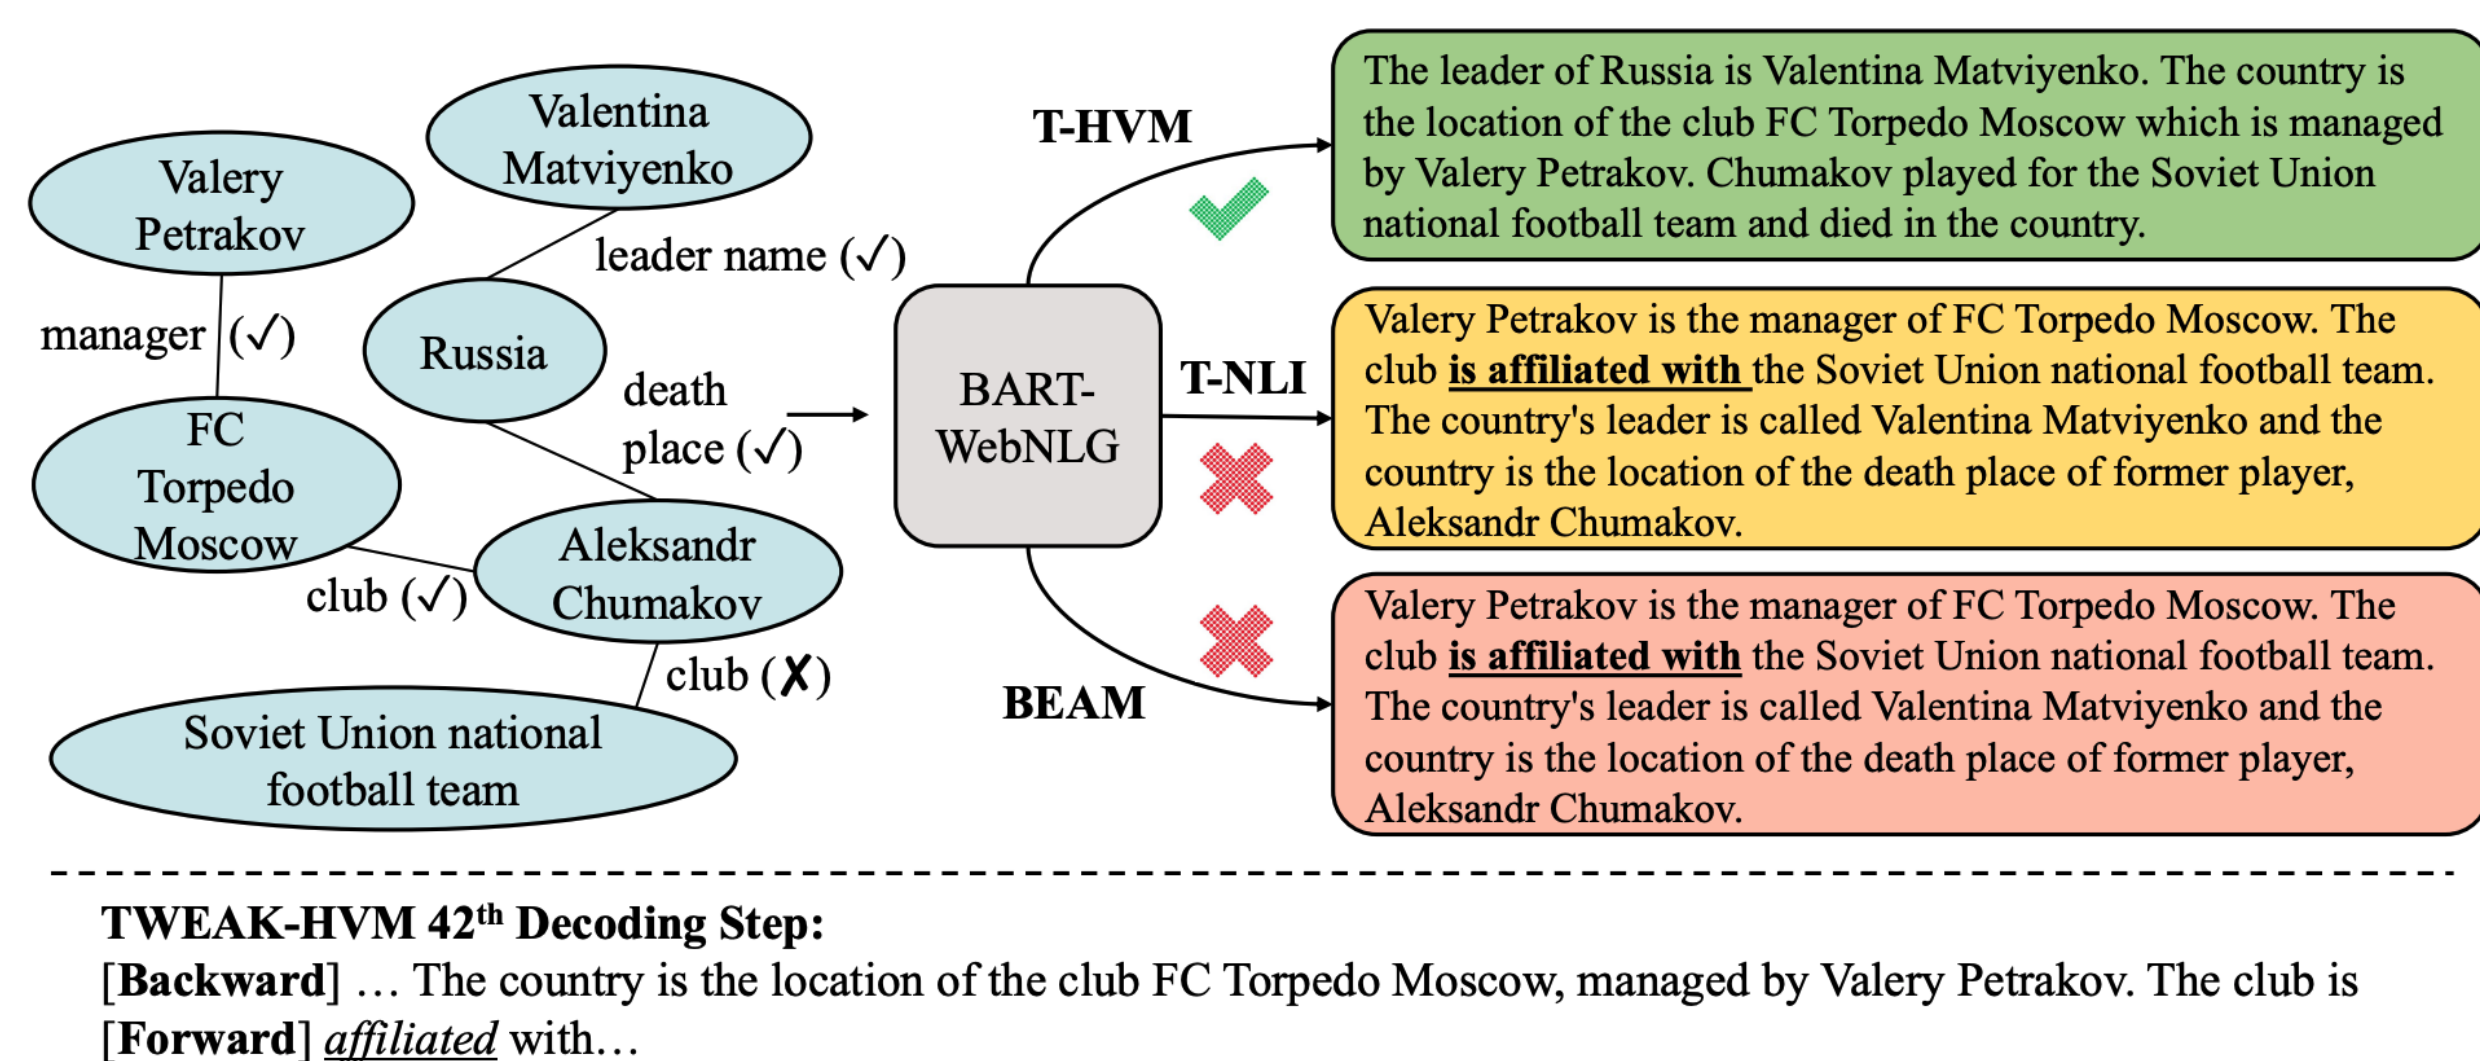 Valery
Petrakov
Valentina
Matviyenko
leader name (✓)
manager (✓)
Russia
death
place (✓)
FC
Torpedo
Moscow
club (✓)
Aleksandr
Chumakov
club (✗)
Soviet Union national
football team
BART-
WebNLG
T-HVM
The leader of Russia is Valentina Matviyenko. The country is
the location of the club FC Torpedo Moscow which is managed
by Valery Petrakov. Chumakov played for the Soviet Union
national football team and died in the country.
T-NLI
Valery Petrakov is the manager of FC Torpedo Moscow. The
club is affiliated with the Soviet Union national football team.
The country's leader is called Valentina Matviyenko and the
country is the location of the death place of former player,
Aleksandr Chumakov.
BEAM
Valery Petrakov is the manager of FC Torpedo Moscow. The
club is affiliated with the Soviet Union national football team.
The country's leader is called Valentina Matviyenko and the
country is the location of the death place of former player,
Aleksandr Chumakov.
TWEAK-HVM 42th Decoding Step:
[Backward] … The country is the location of the club FC Torpedo Moscow, managed by Valery Petrakov. The club is
[Forward] affiliated with…